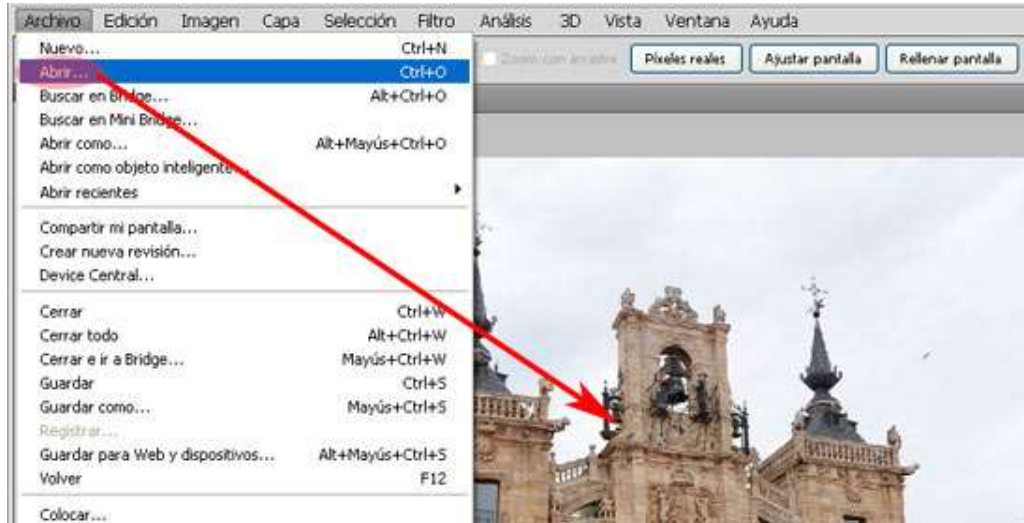 Archivo Edición Imagen Capa Selección Filtro Análisis 3D Vista Ventana Ayuda
Nuevo... Ctrl+N
Abrir... Ctrl+O
Buscar en Bridge... Alt+Ctrl+O
Buscar en Mini Bridge...
Abrir como... Alt+Mayús+Ctrl+O
Abrir como objeto inteligente...
Abrir recientes
Compartir mi pantalla...
Crear nueva revisión...
Device Central...
Cerrar Ctrl+W
Cerrar todo Alt+Ctrl+W
Cerrar e ir a Bridge... Mayús+Ctrl+W
Guardar Ctrl+S
Guardar como... Mayús+Ctrl+S
Registrar...
Guardar para Web y dispositivos... Alt+Mayús+Ctrl+S
Volver F12
Colocar...
Zoom con arrastre Píxeles reales Ajustar pantalla Rellenar pantalla